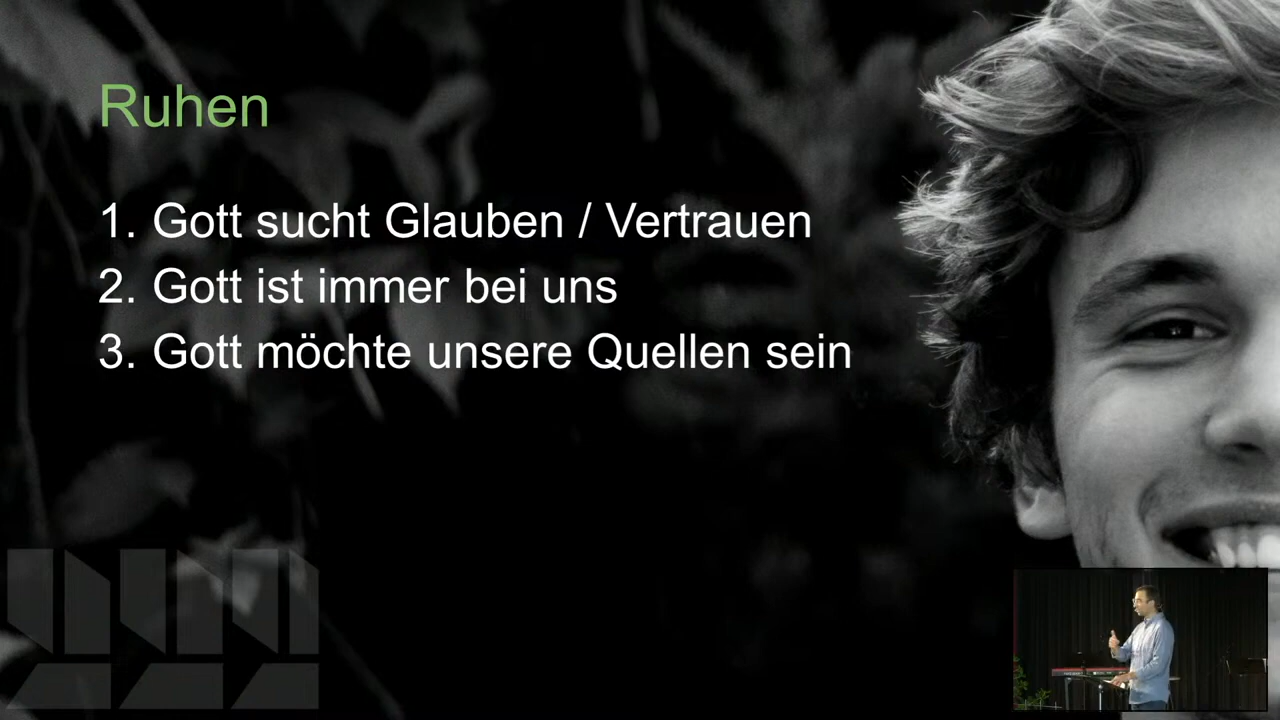 Ruhen
1. Gott sucht Glauben / Vertrauen
2. Gott ist immer bei uns
3. Gott möchte unsere Quellen sein